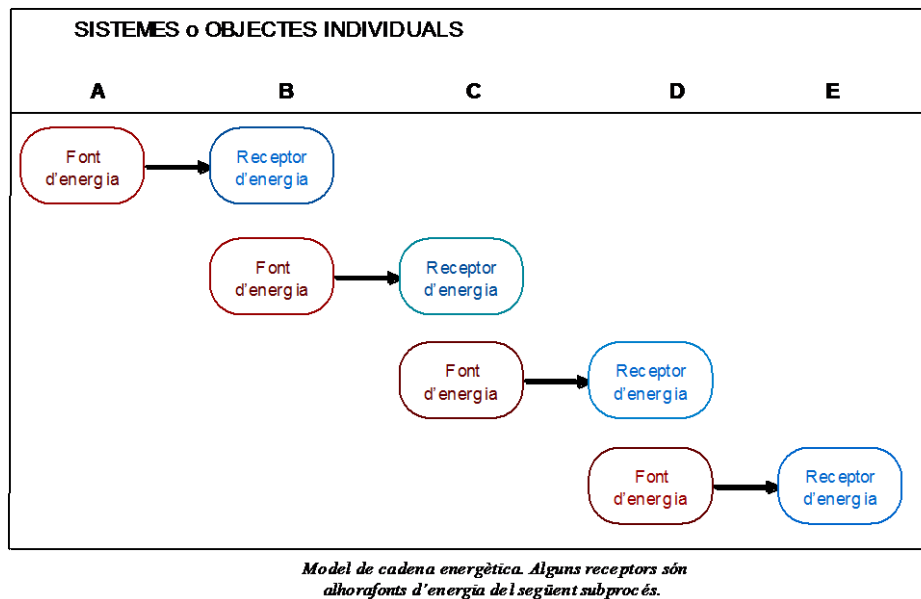 SISTEMES o OBJECTES INDIVIDUALS
A B C D E
Font
d'energia
Receptor
d'energia
Font
d'energia
Receptor
d'energia
Font
d'energia
Receptor
d'energia
Font
d'energia
Receptor
d'energia
Model de cadena energètica. Alguns receptors són
alhorafonts d'energia del següent subprocés.